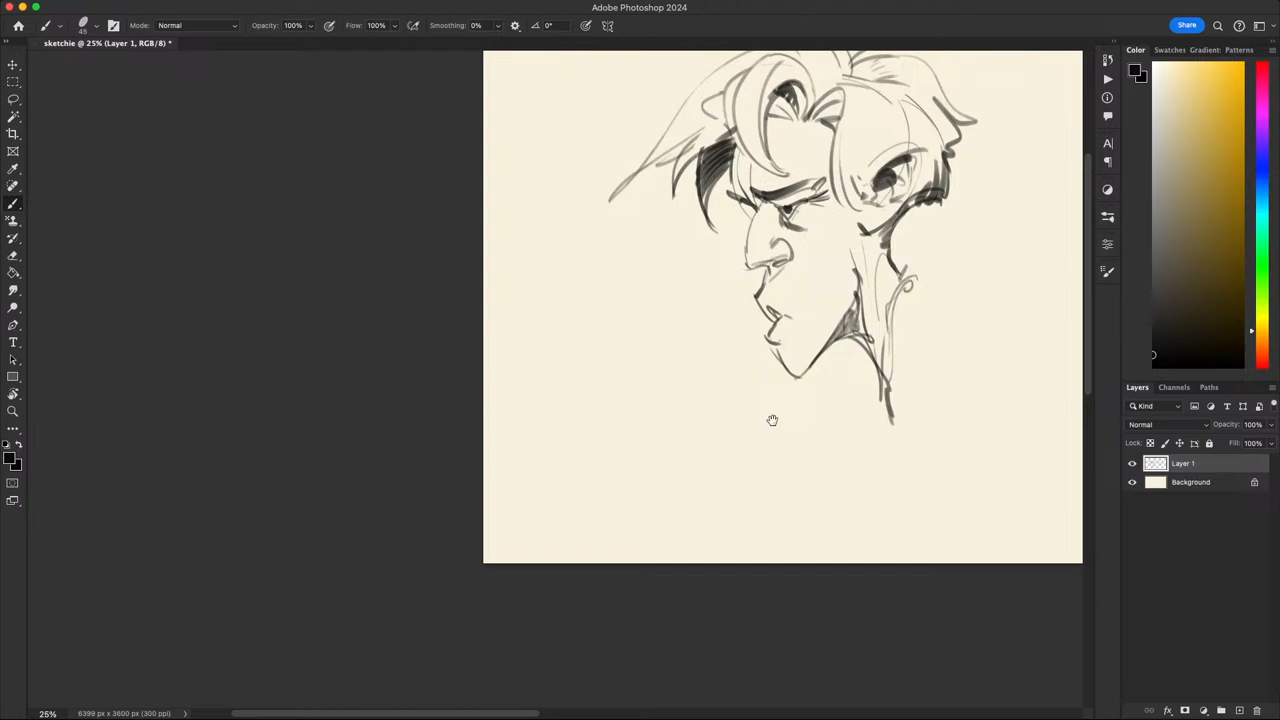 Adobe Photoshop 2024
45
Mode: Normal
Opacity: 100%
Flow: 100%
Smoothing: 0%
0°
Share
sketchie @ 25% (Layer 1, RGB/8) *
Color
Swatches
Gradient:
Patterns
Layers
Channels
Paths
Kind
Normal
Opacity: 100%
Lock:
Fill: 100%
Layer 1
Background
25%
6399 px x 3600 px (300 ppi)